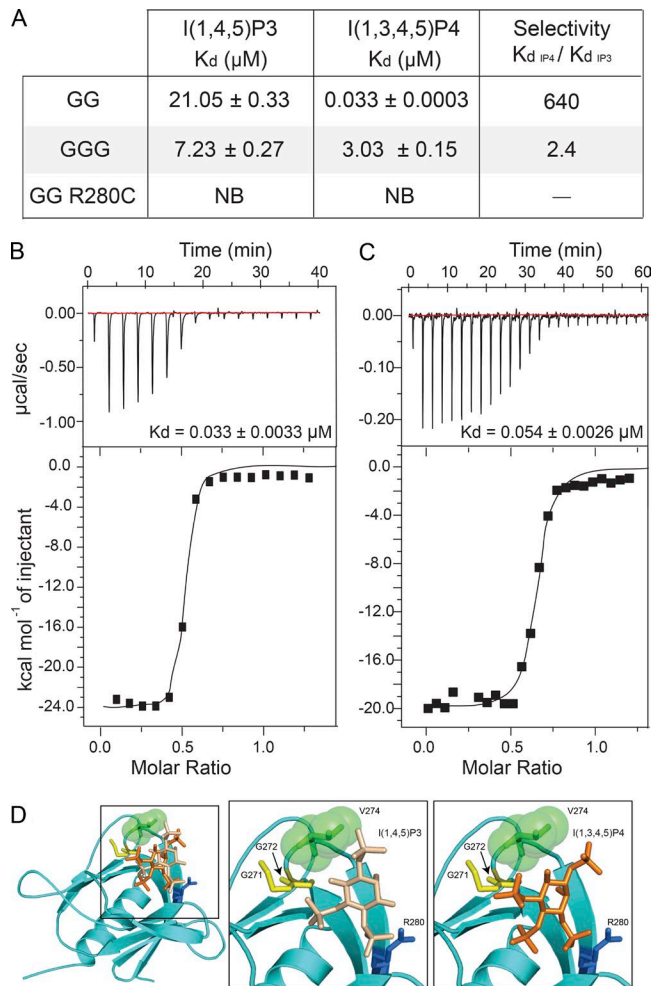 A
I(1,4,5)P3 I(1,3,4,5)P4 Selectivity
Kd (µM) Kd (µM) Kd IP4 / Kd IP3
GG 21.05 ± 0.33 0.033 ± 0.0003 640
GGG 7.23 ± 0.27 3.03 ± 0.15 2.4
GG R280C NB NB —
B
Time (min)
0 10 20 30 40
0.00
-0.50
-1.00
µcal/sec
Kd = 0.033 ± 0.0033 µM
0.0
-4.0
-8.0
-12.0
-16.0
-20.0
-24.0
kcal mol-1 of injectant
0.0 0.5 1.0
Molar Ratio
C
Time (min)
0 5 10 15 20 25 30 35 40 45 50 55 60
0.00
-0.10
-0.20
Kd = 0.054 ± 0.0026 µM
0.0
-4.0
-8.0
-12.0
-16.0
-20.0
0.0 0.5 1.0
Molar Ratio
D
V274
I(1,4,5)P3
G272
G271
R280
V274
I(1,3,4,5)P4
G272
G271
R280